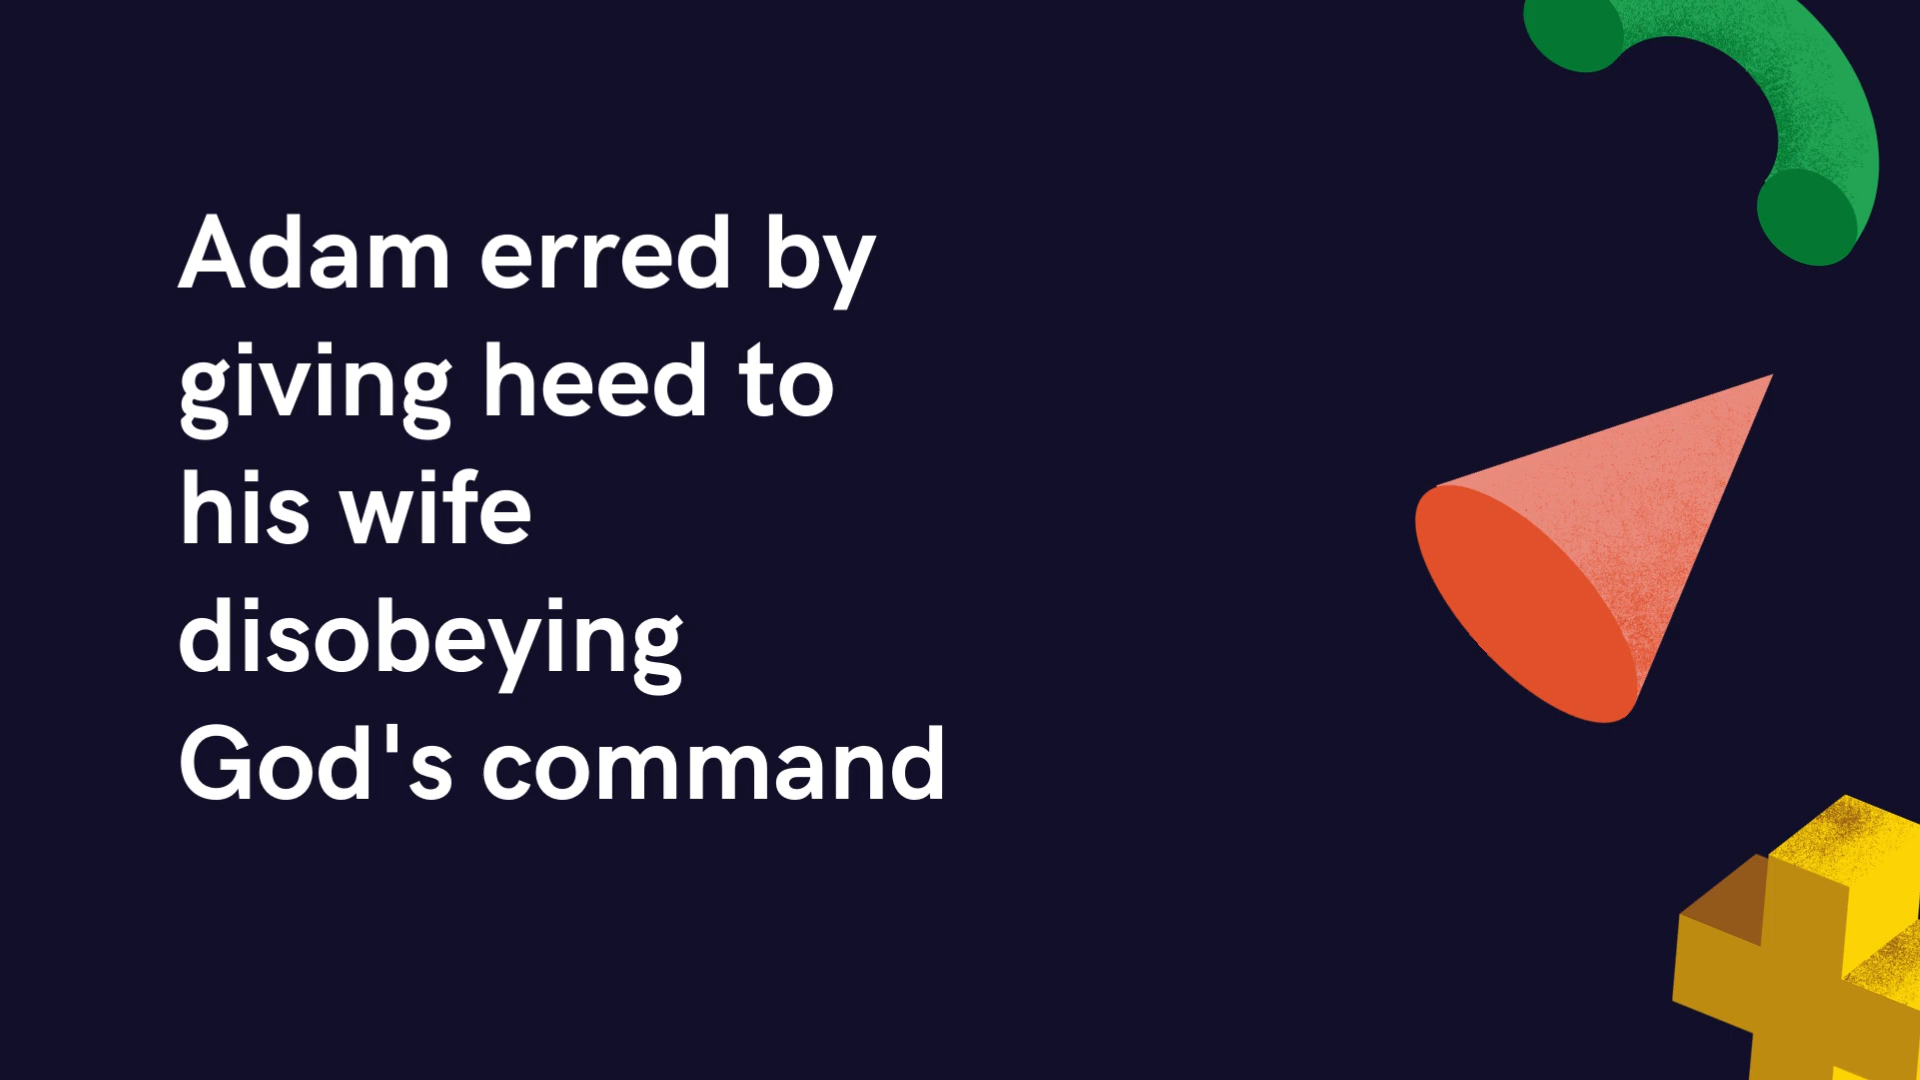 Adam erred by
giving heed to
his wife
disobeying
God's command